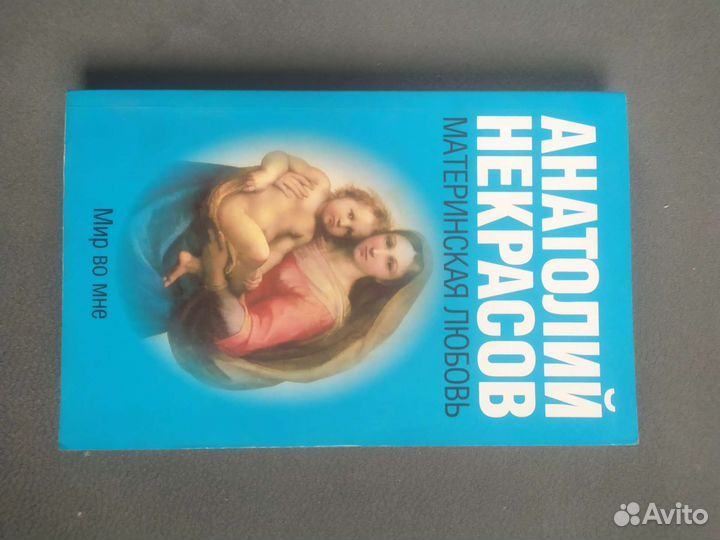 АНАТОЛИЙ
НЕКРАСОВ
МАТЕРИНСКАЯ ЛЮБОВЬ
Мир во мне
Avito